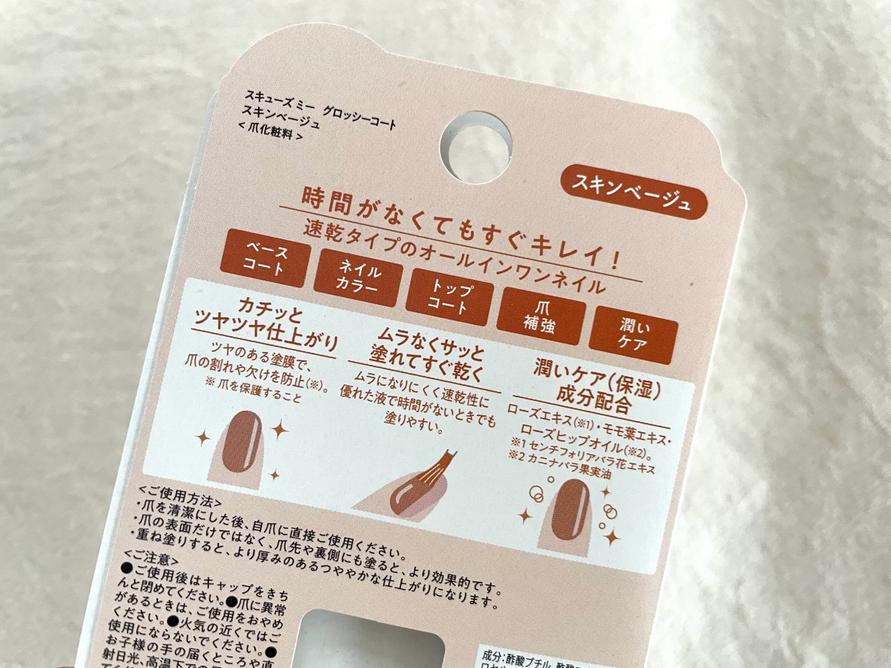 スキューズミー グロッシーコート
スキンベージュ
<爪化粧料>
スキンベージュ
時間がなくてもすぐキレイ!
速乾タイプのオールインワンネイル
ベース
コート
ネイル
カラー
トップ
コート
爪
補強
潤い
ケア
カチッと
ツヤツヤ仕上がり
ツヤのある塗膜で、
爪の割れや欠けを防止(※)。
※ 爪を保護すること
ムラなくサッと
塗れてすぐ乾く
ムラになりにくく速乾性に
優れた液で時間がないときでも
塗りやすい。
潤いケア(保湿)
成分配合
ローズエキス(※1)・モモ葉エキス・
ローズヒップオイル(※2)。
※1 センチフォリアバラ花エキス
※2 カニナバラ果実油
<ご使用方法>
・爪を清潔にした後、自爪に直接ご使用ください。
・爪の表面だけではなく、爪先や裏側にも塗ると、より効果的です。
・重ね塗りすると、より厚みのあるつややかな仕上がりになります。
<ご注意>
●ご使用後はキャップをきち
んと閉めてください。●爪に異常
があるときは、ご使用をおやめ
ください。●火気の近くではご
使用にならないでください。●
お子様の手の届くところや直
射日光、高温下での
成分:酢酸ブチル、酢酸